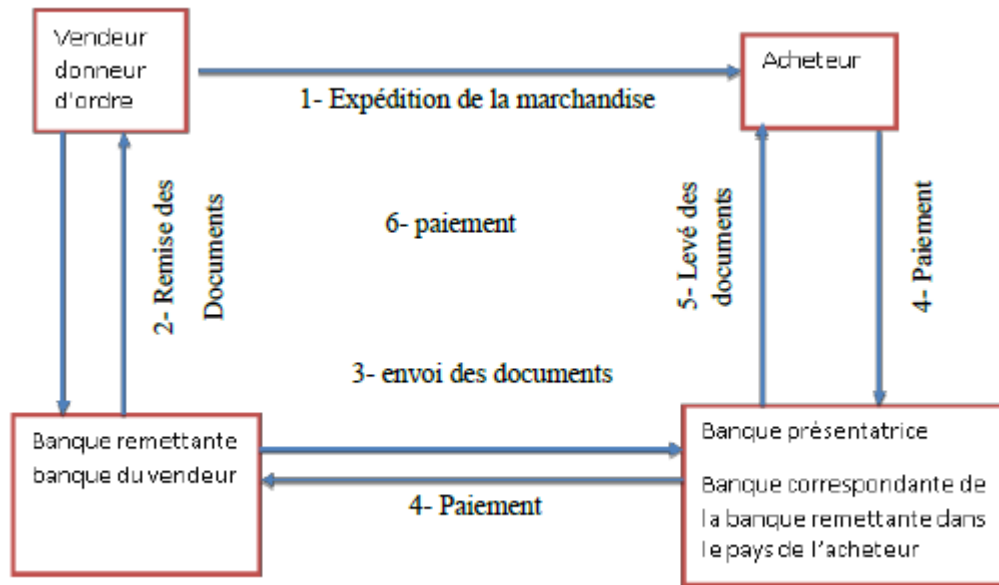 Vendeur
donneur
d'ordre
Acheteur
1- Expédition de la marchandise
2- Remise des
Documents
6- paiement
5- Levé des
documents
4- Paiement
3- envoi des documents
Banque remettante
banque du vendeur
4- Paiement
Banque présentatrice
Banque correspondante de
la banque remettante dans
le pays de l'acheteur